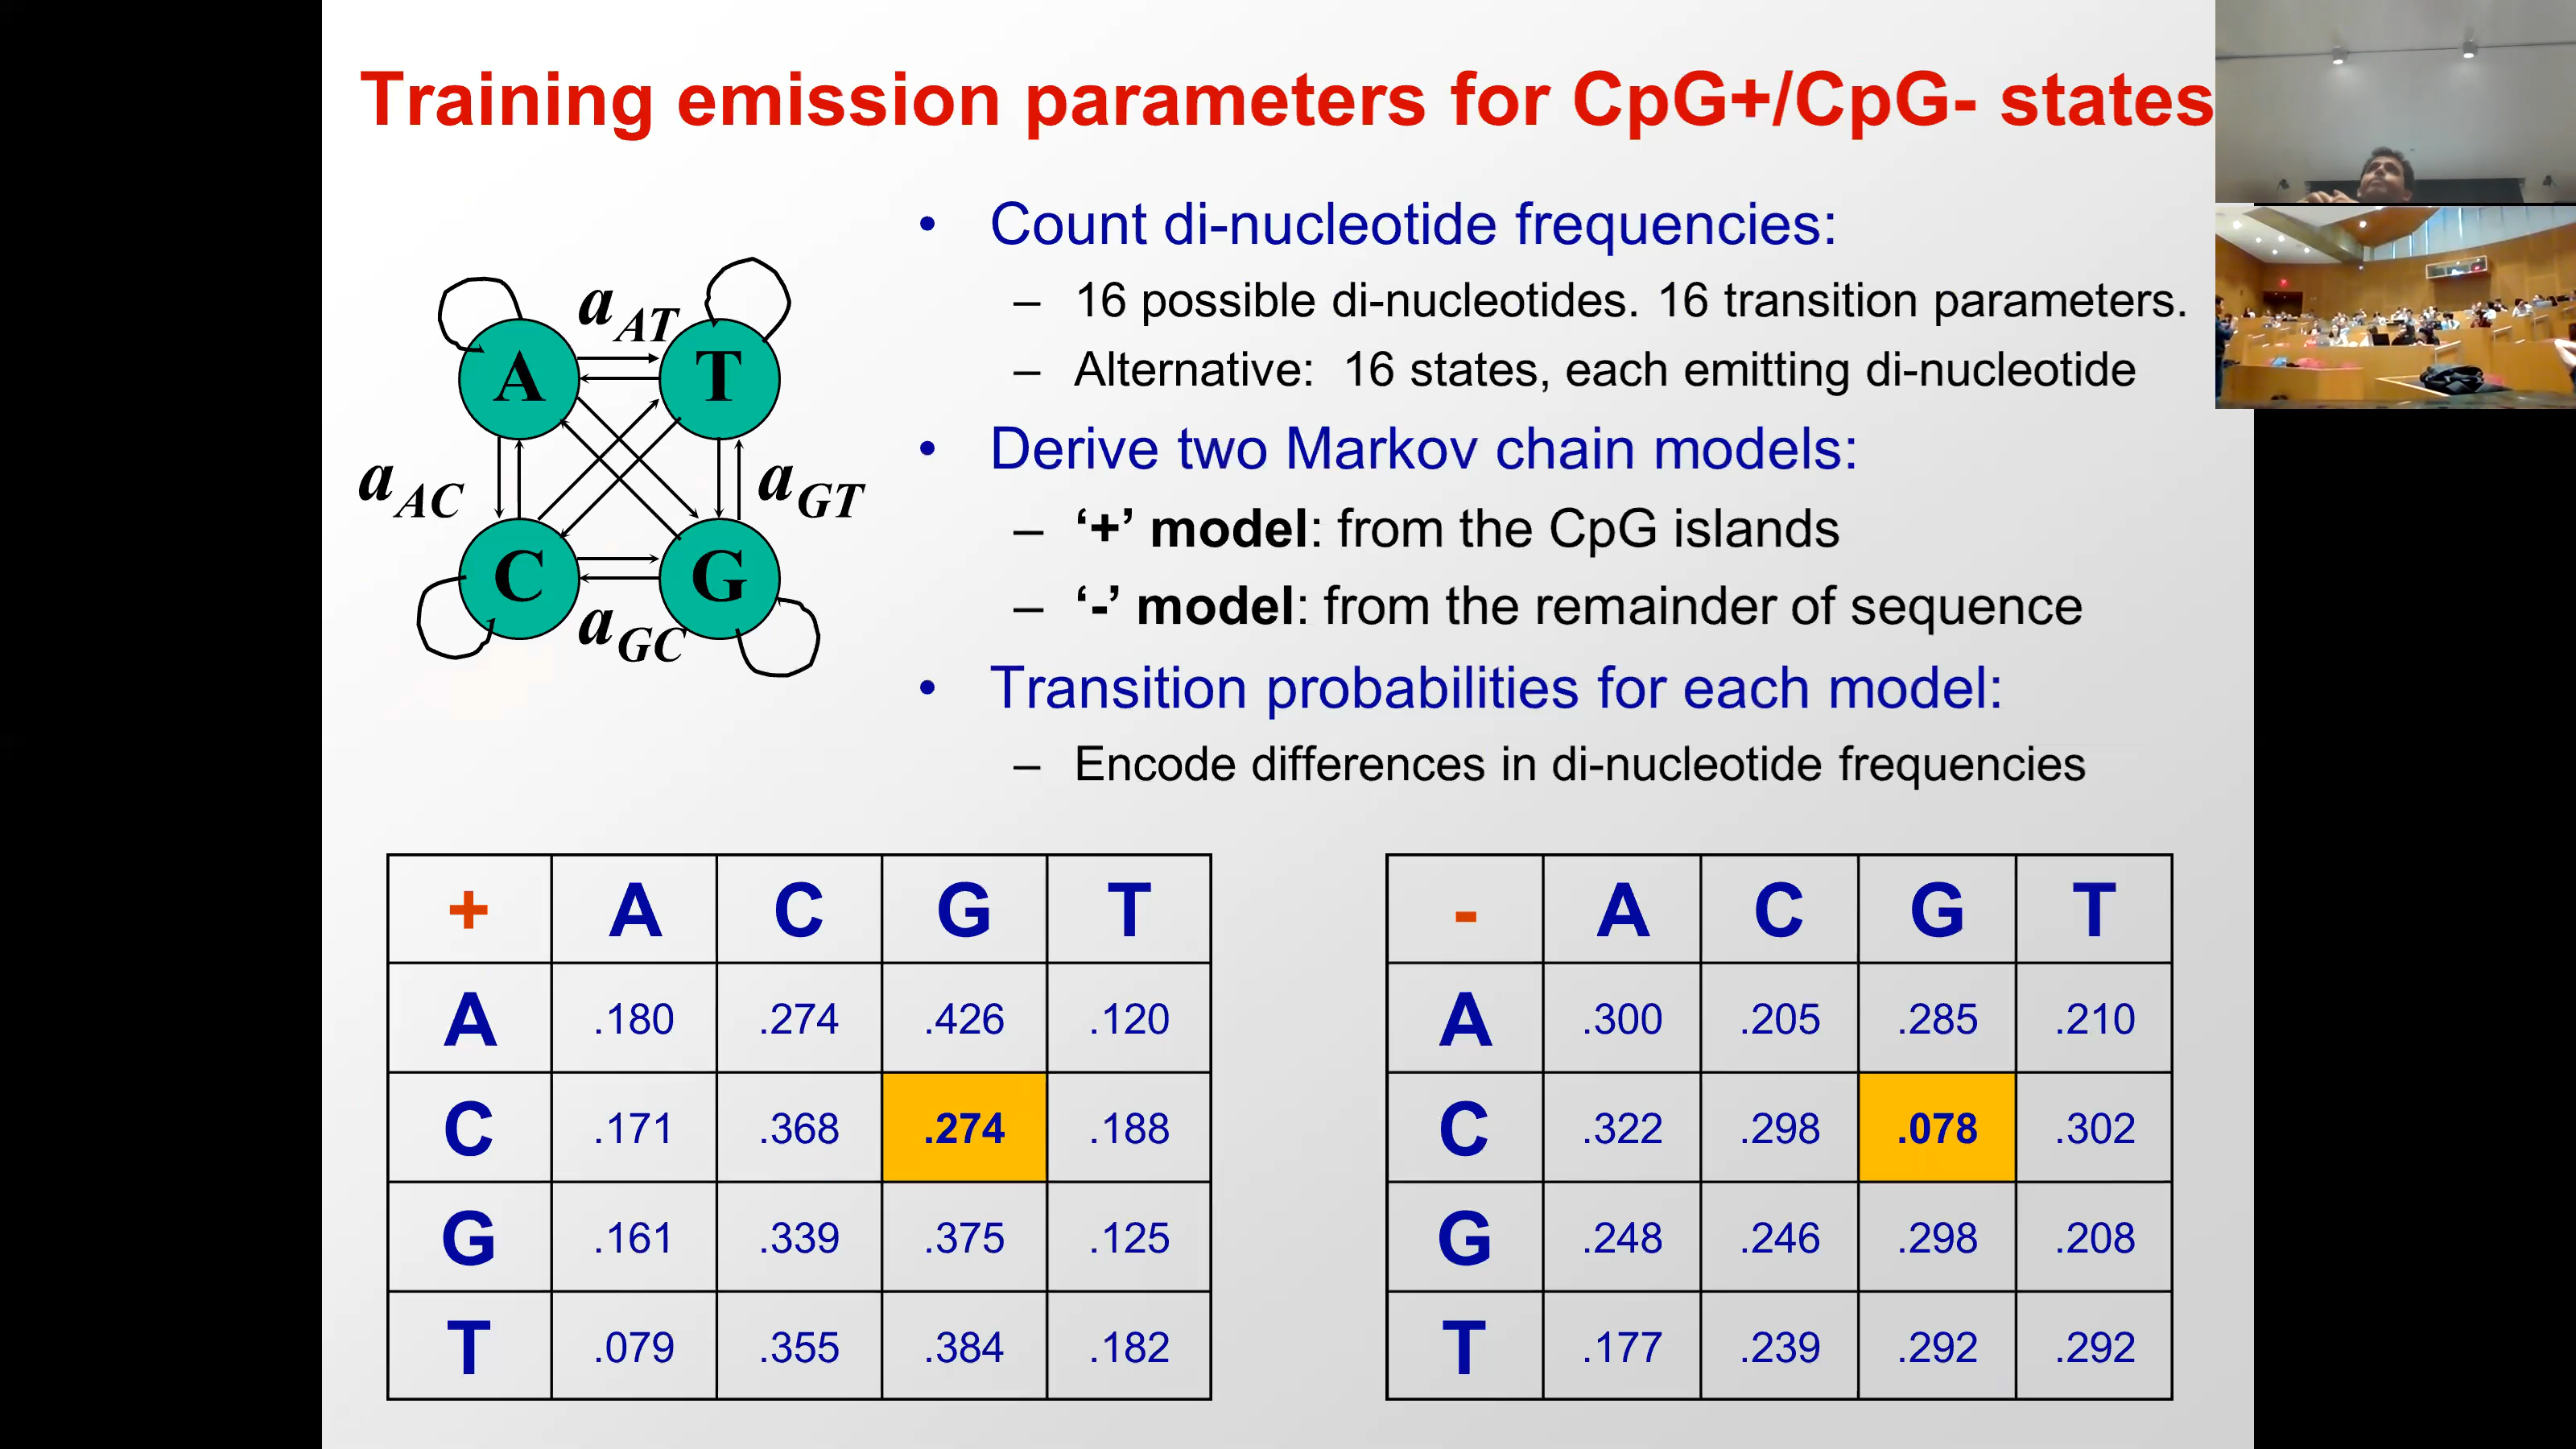 Training emission parameters for CpG+/CpG- states
a AT
A T
a AC
a GT
C G
a GC
• Count di-nucleotide frequencies:
– 16 possible di-nucleotides. 16 transition parameters.
– Alternative: 16 states, each emitting di-nucleotide
• Derive two Markov chain models:
– ‘+’ model: from the CpG islands
– ‘-’ model: from the remainder of sequence
• Transition probabilities for each model:
– Encode differences in di-nucleotide frequencies
+ A C G T
A .180 .274 .426 .120
C .171 .368 .274 .188
G .161 .339 .375 .125
T .079 .355 .384 .182
- A C G T
A .300 .205 .285 .210
C .322 .298 .078 .302
G .248 .246 .298 .208
T .177 .239 .292 .292